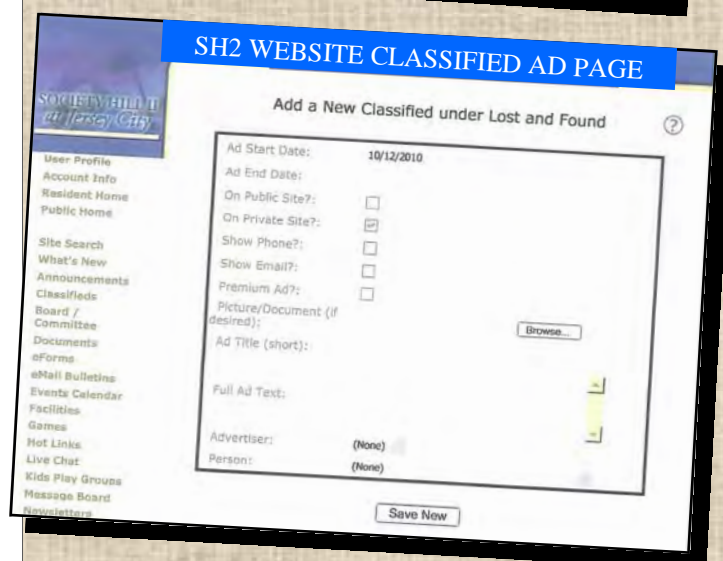 SH2 WEBSITE CLASSIFIED AD PAGE
SOCIETY HILL II
at Jersey City
User Profile
Account Info
Resident Home
Public Home
Site Search
What's New
Announcements
Classifieds
Board /
Committee
Documents
eForms
eMail Bulletins
Events Calendar
Facilities
Games
Hot Links
Live Chat
Kids Play Groups
Message Board
Newsletters
Add a New Classified under Lost and Found
?
Ad Start Date: 10/12/2010
Ad End Date:
On Public Site?:
On Private Site?:
Show Phone?:
Show Email?:
Premium Ad?:
Picture/Document (if
desired):
Browse...
Ad Title (short):
Full Ad Text:
Advertiser: (None)
Person: (None)
Save New